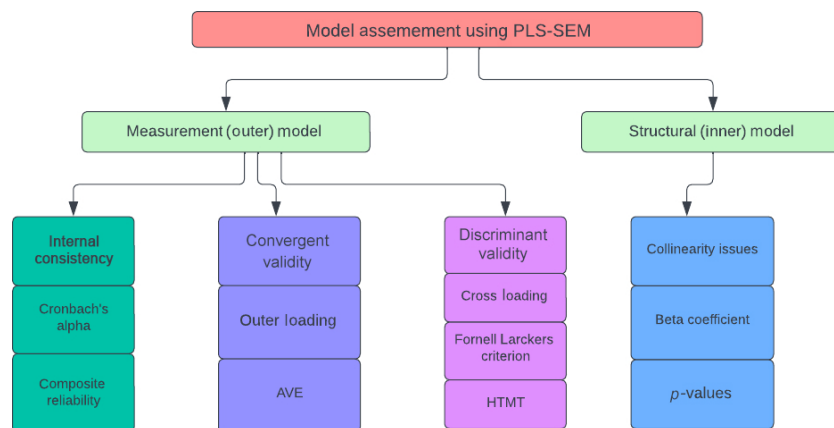 Model assemement using PLS-SEM
Measurement (outer) model
Structural (inner) model
Internal
consistency
Cronbach's
alpha
Composite
reliability
Convergent
validity
Outer loading
AVE
Discriminant
validity
Cross loading
Fornell Larckers
criterion
HTMT
Collinearity issues
Beta coefficient
p-values